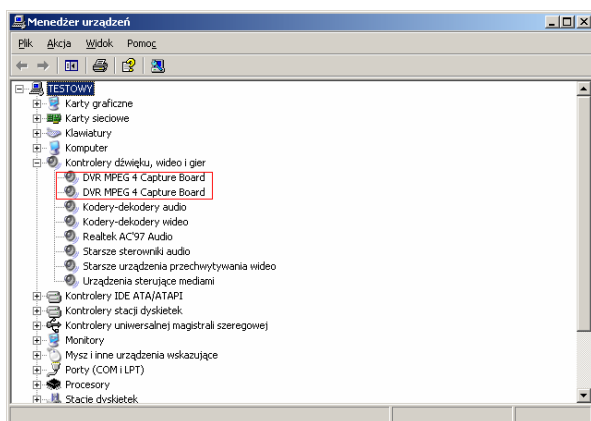 Menedżer urządzeń
Plik Akcja Widok Pomoc
TESTOWY
Karty graficzne
Karty sieciowe
Klawiatury
Komputer
Kontrolery dźwięku, wideo i gier
DVR MPEG 4 Capture Board
DVR MPEG 4 Capture Board
Kodery-dekodery audio
Kodery-dekodery wideo
Realtek AC'97 Audio
Starsze sterowniki audio
Starsze urządzenia przechwytywania wideo
Urządzenia sterujące mediami
Kontrolery IDE ATA/ATAPI
Kontrolery stacji dyskietek
Kontrolery uniwersalnej magistrali szeregowej
Monitory
Mysz i inne urządzenia wskazujące
Porty (COM i LPT)
Procesory
Stacje dyskietek